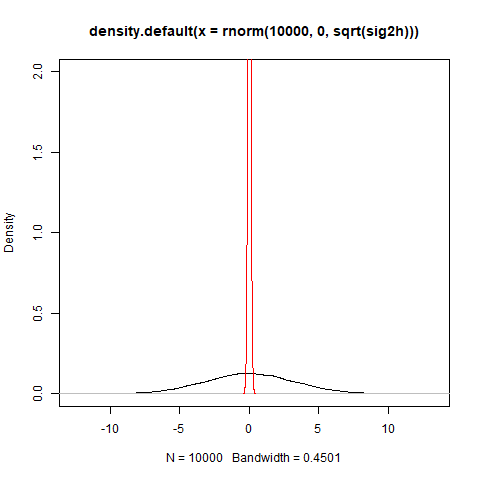 density.default(x = rnorm(10000, 0, sqrt(sig2h)))
Density
2.0
1.5
1.0
0.5
0.0
-10 -5 0 5 10
N = 10000 Bandwidth = 0.4501